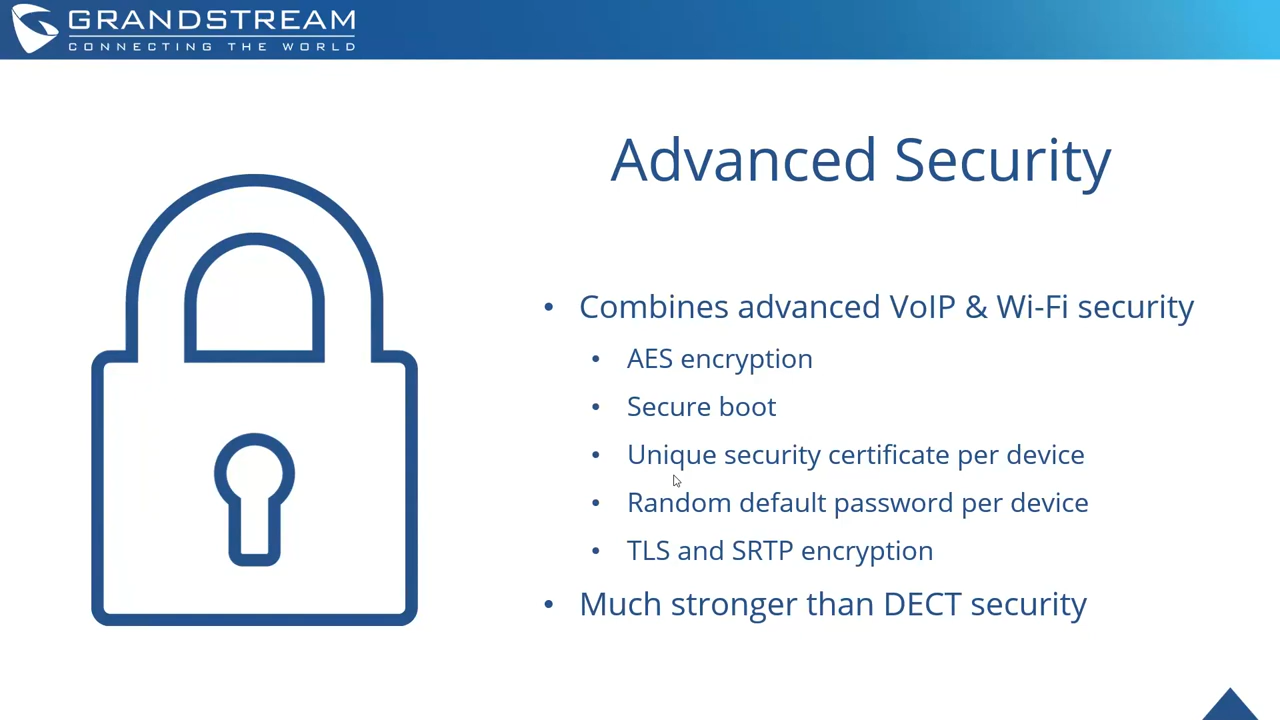 GRANDSTREAM
CONNECTING THE WORLD
Advanced Security
• Combines advanced VoIP & Wi-Fi security
• AES encryption
• Secure boot
• Unique security certificate per device
• Random default password per device
• TLS and SRTP encryption
• Much stronger than DECT security